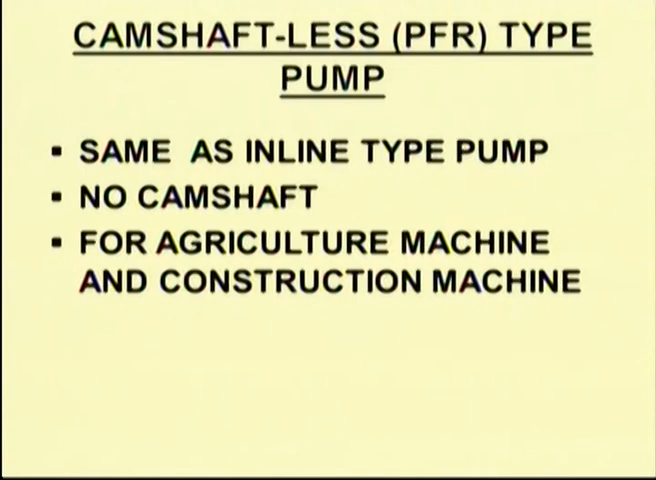 CAMSHAFT-LESS (PFR) TYPE
PUMP
▪ SAME AS INLINE TYPE PUMP
▪ NO CAMSHAFT
▪ FOR AGRICULTURE MACHINE
AND CONSTRUCTION MACHINE